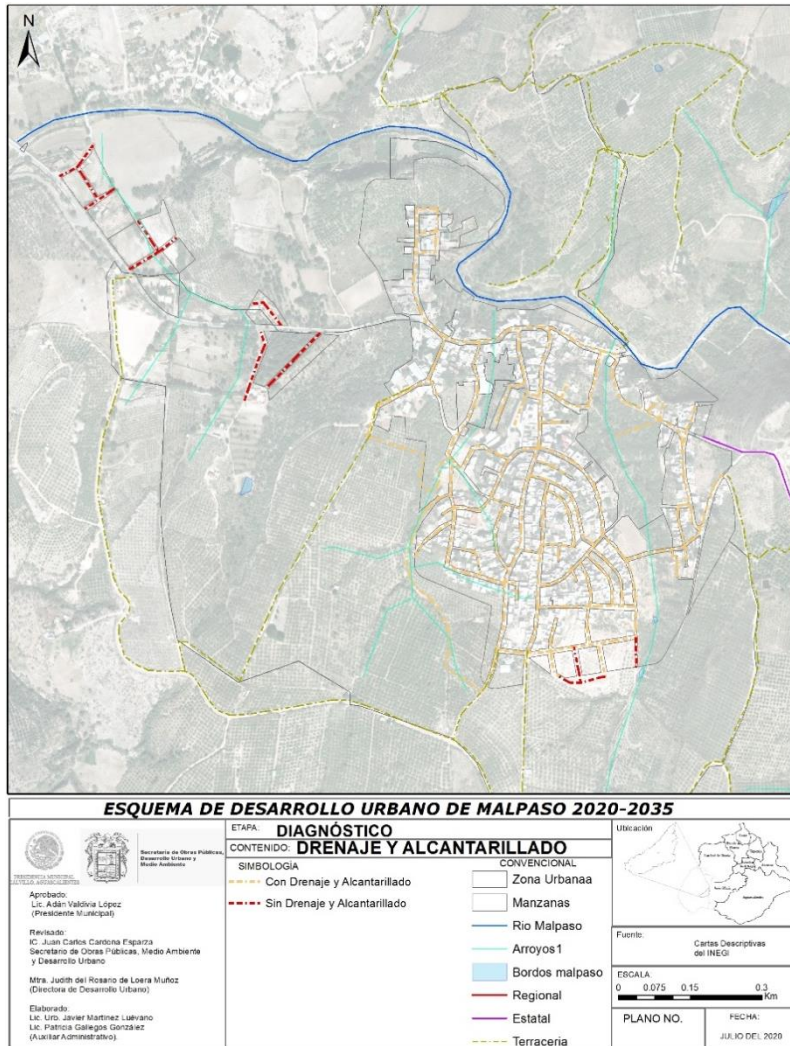 N
ESQUEMA DE DESARROLLO URBANO DE MALPASO 2020-2035
PRESIDENCIA MUNICIPAL
CALVILLO, AGUASCALIENTES
Secretaria de Obras Públicas,
Desarrollo Urbano y
Medio Ambiente
Aprobado:
Lic. Adán Valdivia López
(Presidente Municipal)
Revisado:
IC. Juan Carlos Cardona Esparza
Secretario de Obras Públicas, Medio Ambiente
y Desarrollo Urbano
Mtra. Judith del Rosario de Loera Muñoz
(Directora de Desarrollo Urbano)
Elaborado:
Lic. Urb. Javier Martínez Luévano
Lic. Patricia Gallegos González
(Auxiliar Administrativo)
ETAPA: DIAGNÓSTICO
CONTENIDO: DRENAJE Y ALCANTARILLADO
SIMBOLOGÍA
Con Drenaje y Alcantarillado
Sin Drenaje y Alcantarillado
CONVENCIONAL
Zona Urbanaa
Manzanas
Rio Malpaso
Arroyos1
Bordos malpaso
Regional
Estatal
Terraceria
Ubicación
Fuente:
Cartas Descriptivas
del INEGI
ESCALA:
0 0.075 0.15 0.3
Km
PLANO NO.
FECHA:
JULIO DEL 2020